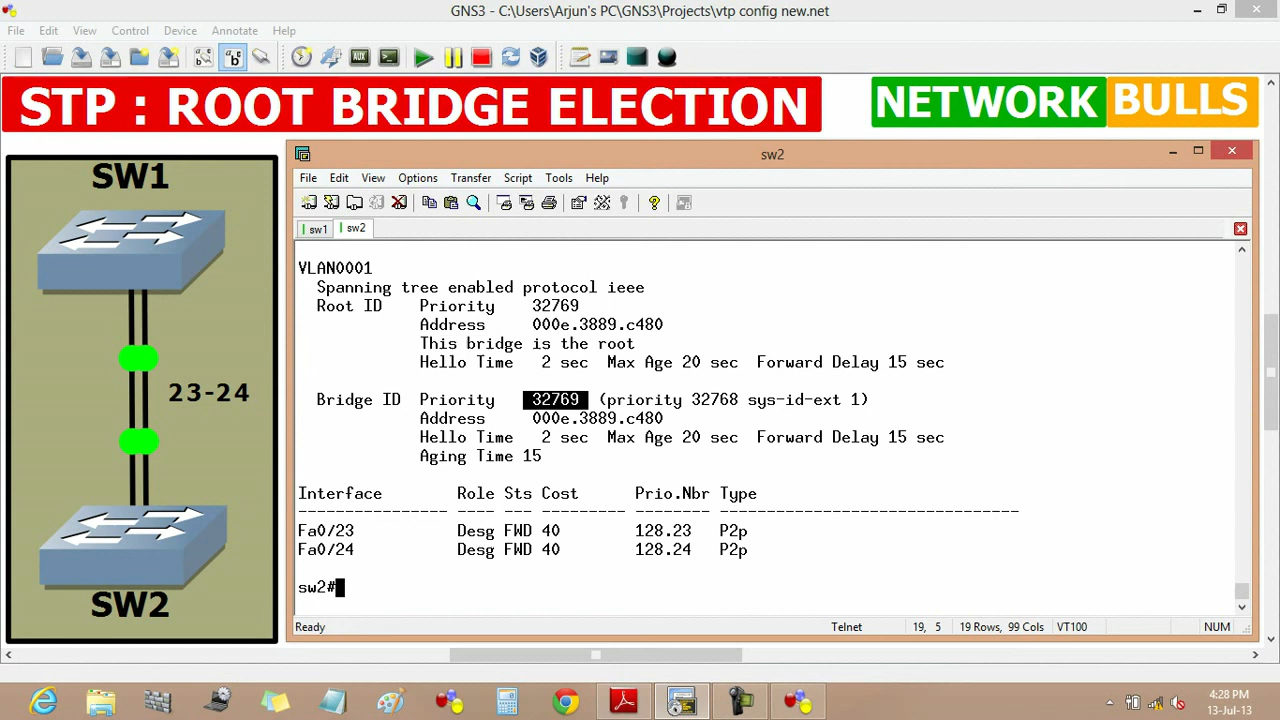 GNS3 - C:\Users\Arjun's PC\GNS3\Projects\vtp config new.net
File Edit View Control Device Annotate Help
AUX
STP : ROOT BRIDGE ELECTION
NETWORK BULLS
SW1
23-24
SW2
sw2
File Edit View Options Transfer Script Tools Help
sw1 sw2
VLAN0001
Spanning tree enabled protocol ieee
Root ID Priority 32769
Address 000e.3889.c480
This bridge is the root
Hello Time 2 sec Max Age 20 sec Forward Delay 15 sec
Bridge ID Priority 32769 (priority 32768 sys-id-ext 1)
Address 000e.3889.c480
Hello Time 2 sec Max Age 20 sec Forward Delay 15 sec
Aging Time 15
Interface Role Sts Cost Prio.Nbr Type
---------------- ---- --- --------- -------- --------------------------------
Fa0/23 Desg FWD 40 128.23 P2p
Fa0/24 Desg FWD 40 128.24 P2p
sw2#
Ready Telnet 19, 5 19 Rows, 99 Cols VT100 NUM
4:28 PM
13-Jul-13